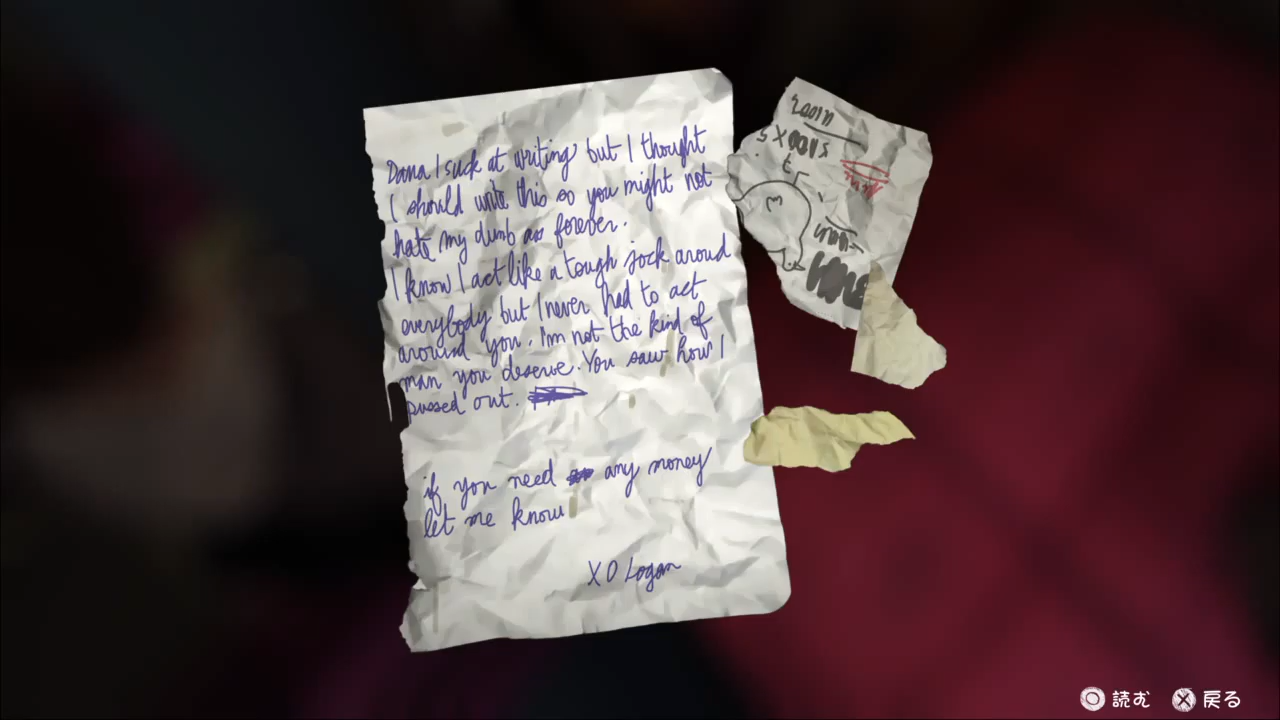 Dana I suck at writing but I thought
I should write this so you might not
hate my dumb ass forever.
I know I act like a tough jock aroud
everybody but I never had to act
around you. I'm not the kind of
man you deserve. You saw how I
pussed out.
if you need any money
let me know
XO Logan
読む
戻る